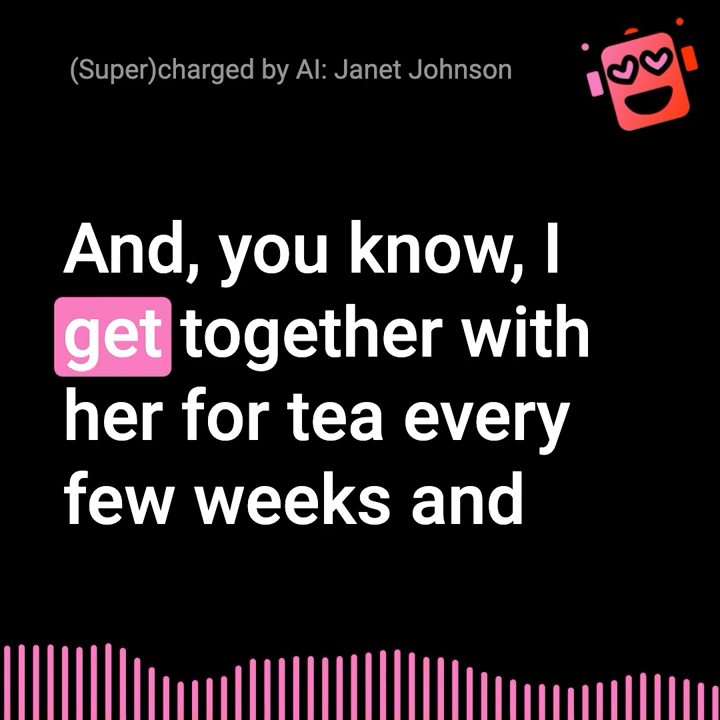 (Super)charged by AI: Janet Johnson
And, you know, I
get together with
her for tea every
few weeks and